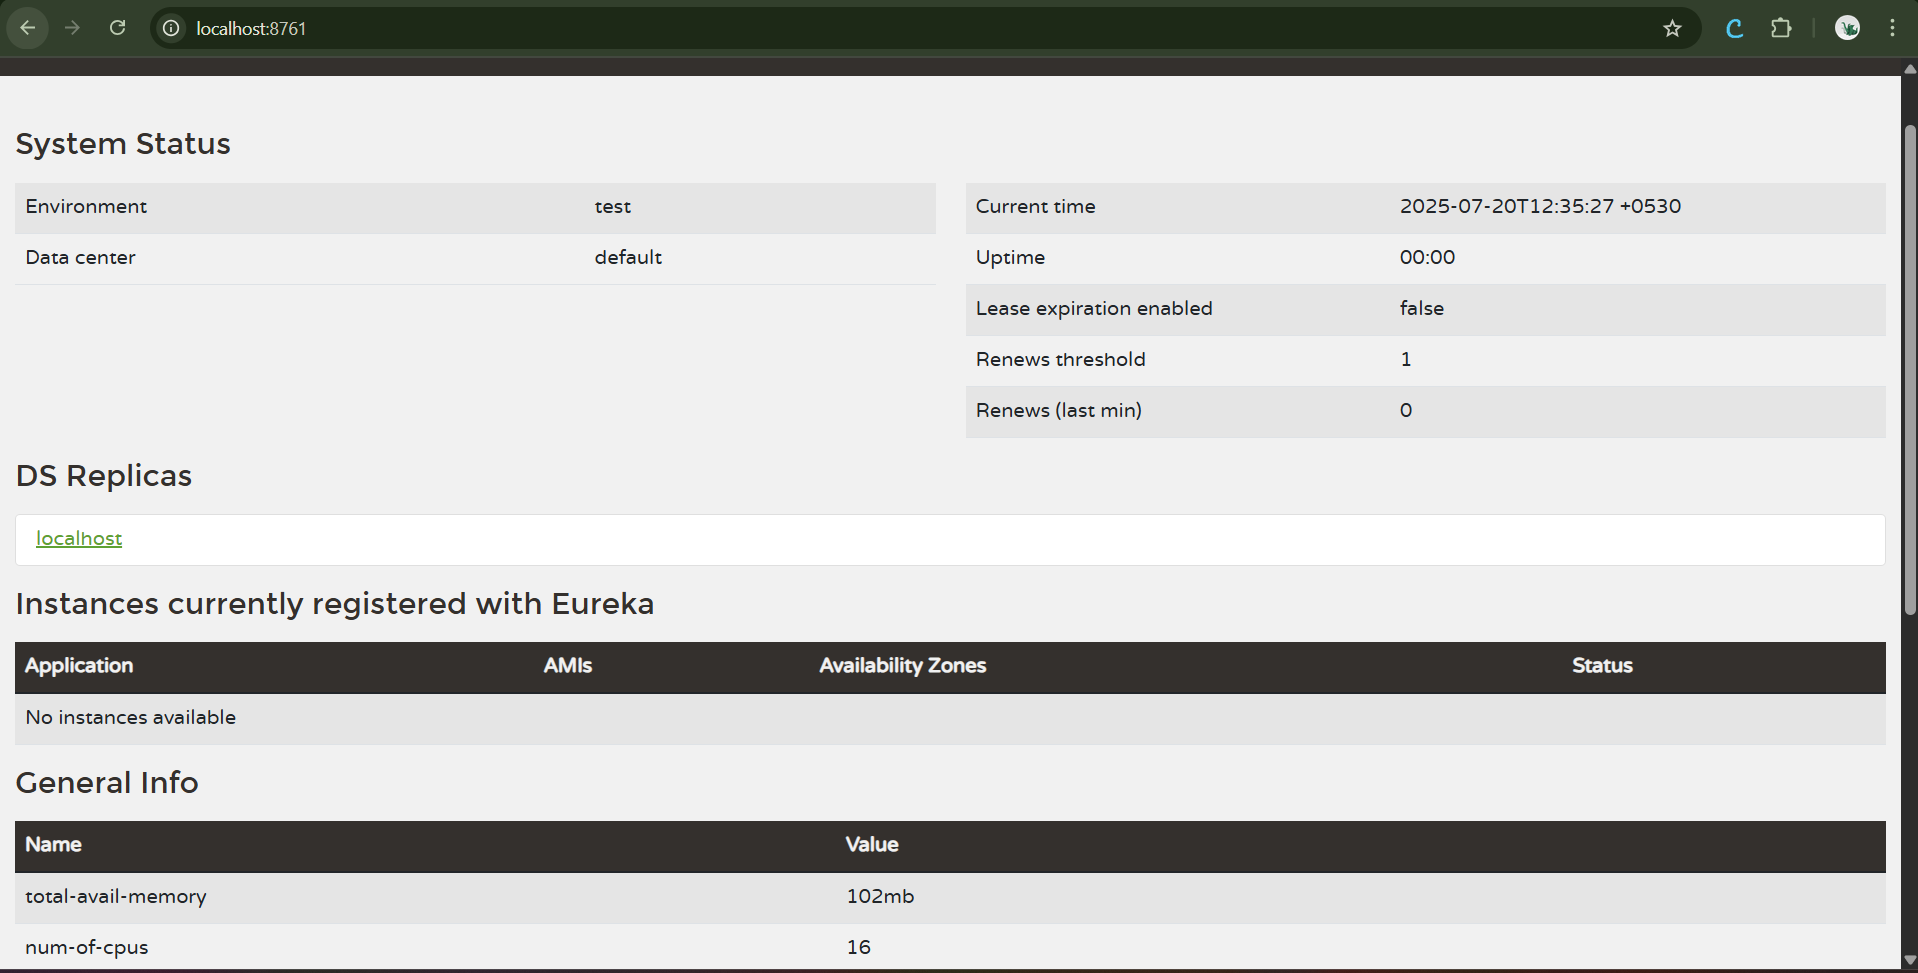 localhost:8761
System Status
Environment test
Data center default
Current time 2025-07-20T12:35:27 +0530
Uptime 00:00
Lease expiration enabled false
Renews threshold 1
Renews (last min) 0
DS Replicas
localhost
Instances currently registered with Eureka
Application AMIs Availability Zones Status
No instances available
General Info
Name Value
total-avail-memory 102mb
num-of-cpus 16